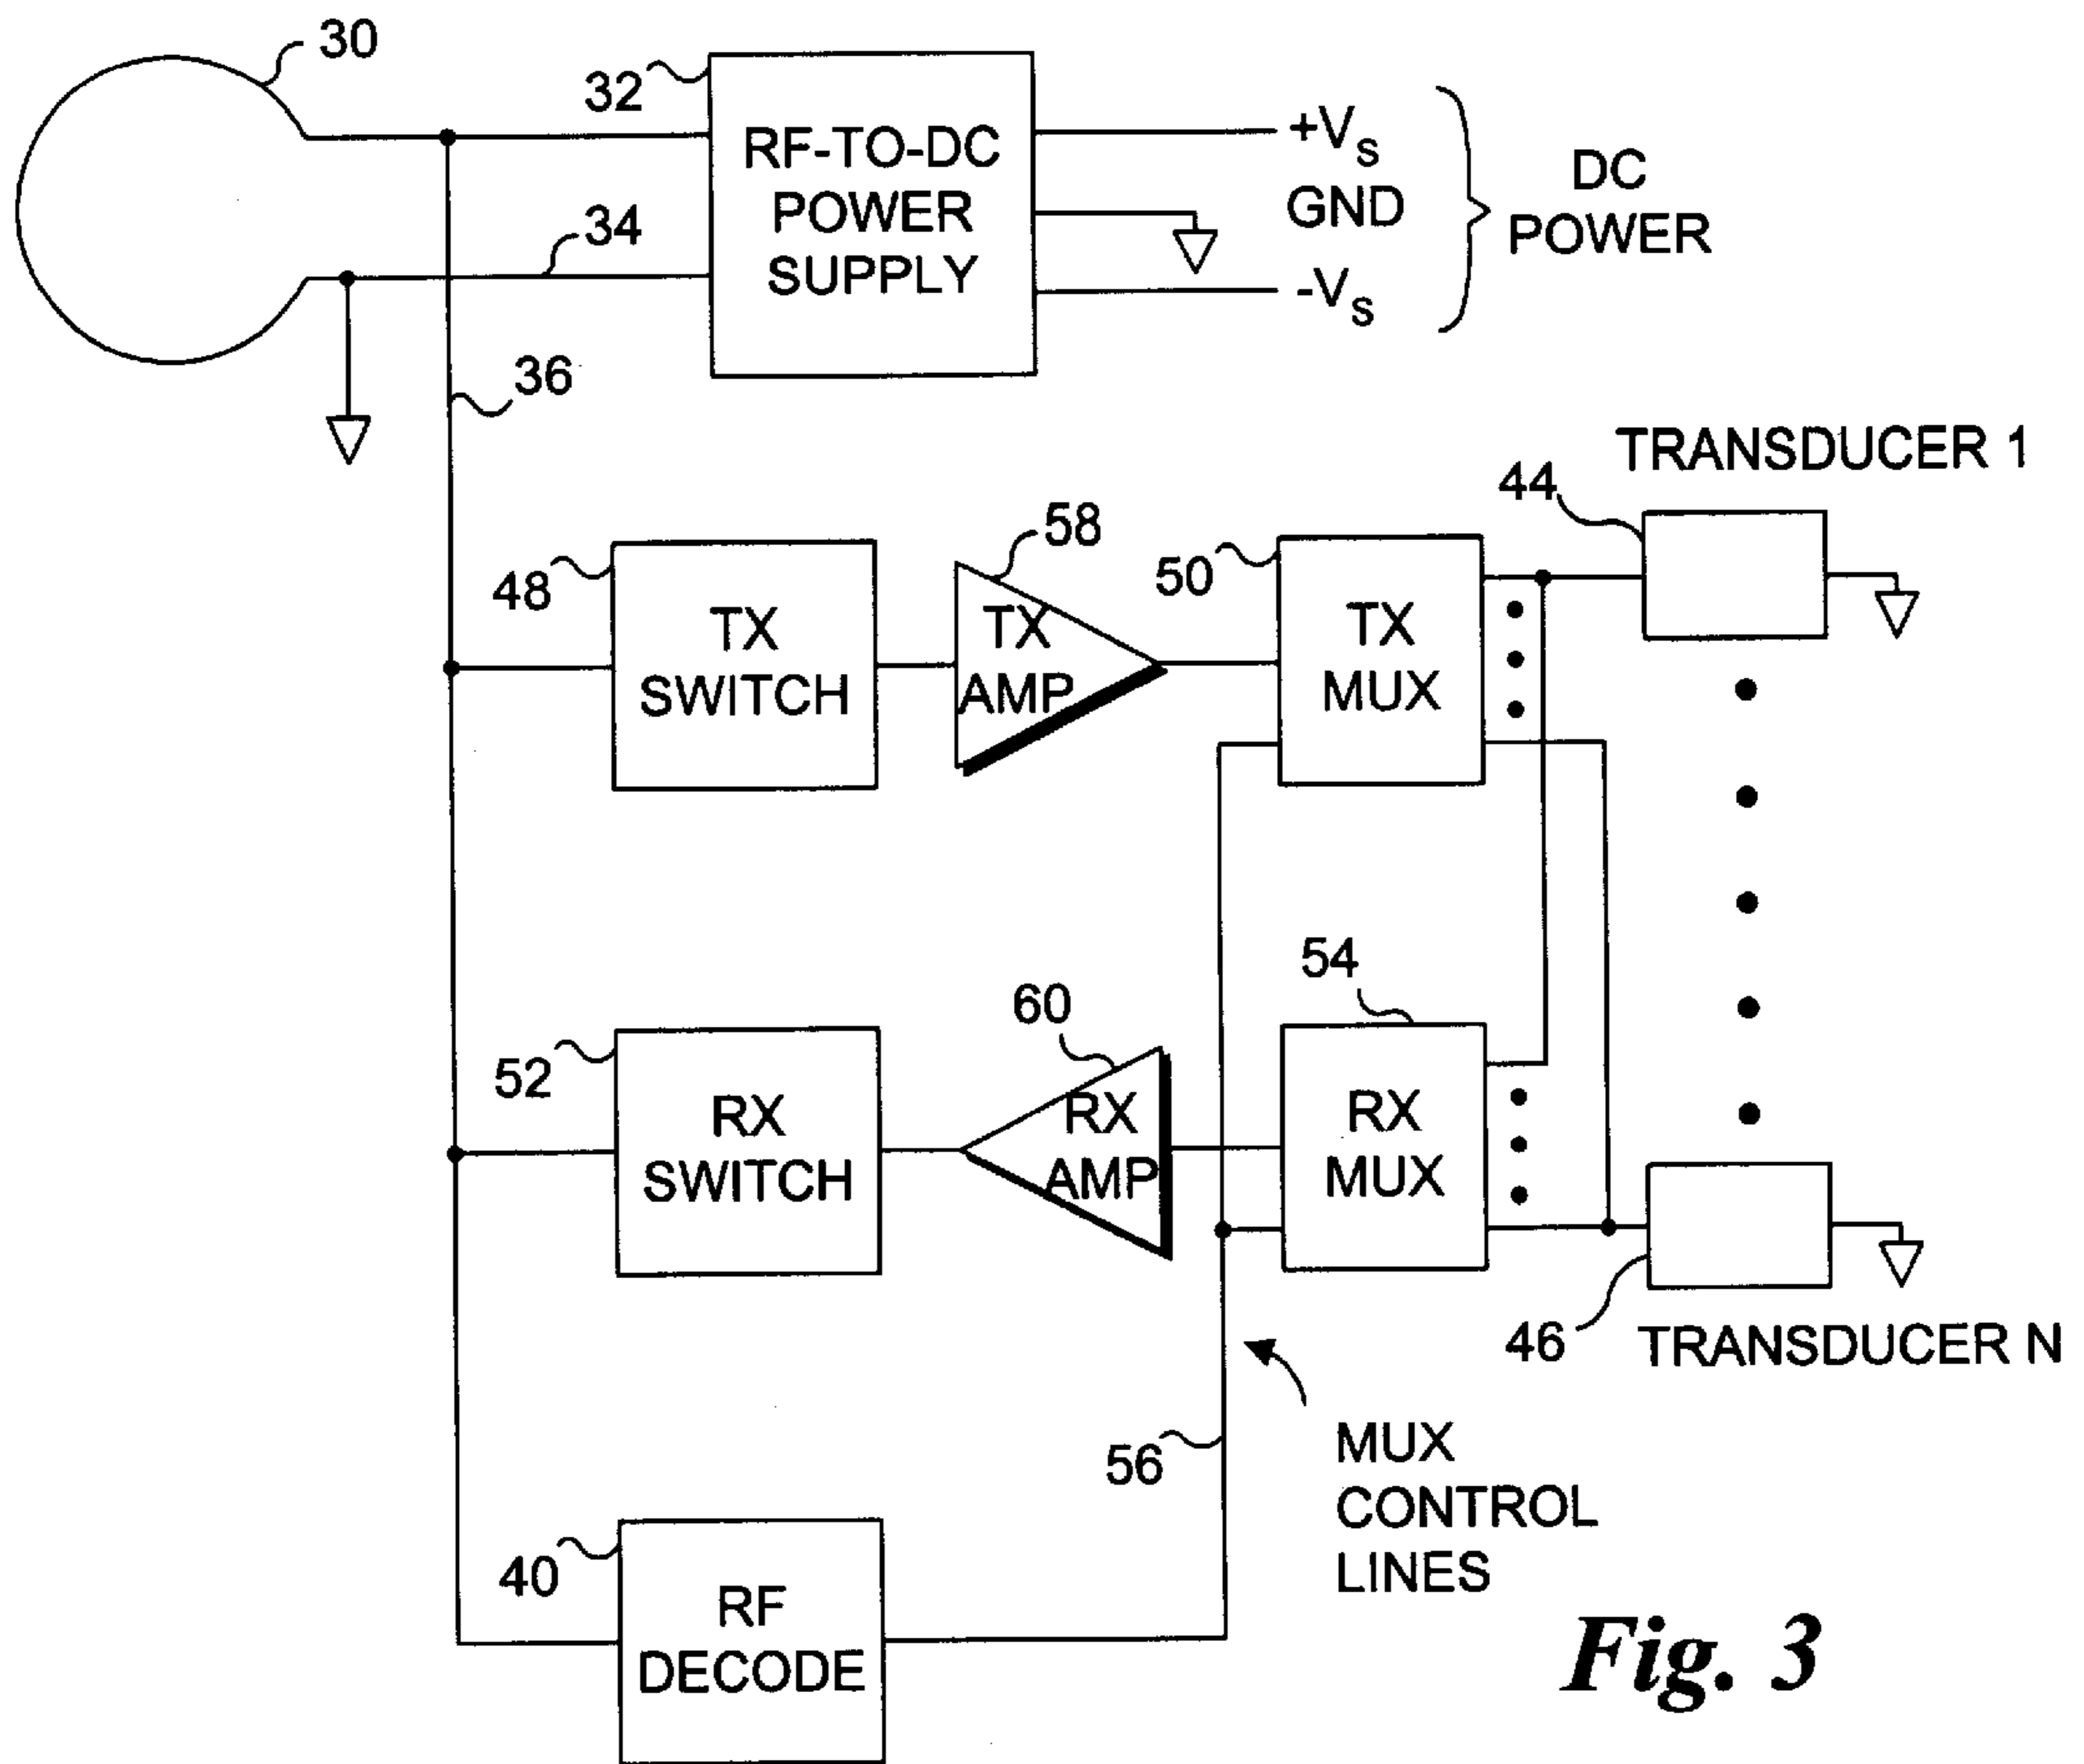 30
32
RF-TO-DC
POWER
SUPPLY
+VS
GND
-VS
DC
POWER
34
36
TRANSDUCER 1
44
58
50
48
TX
SWITCH
TX
AMP
TX
MUX
54
60
52
RX
SWITCH
RX
AMP
RX
MUX
46
TRANSDUCER N
56
MUX
CONTROL
LINES
40
RF
DECODE
Fig. 3